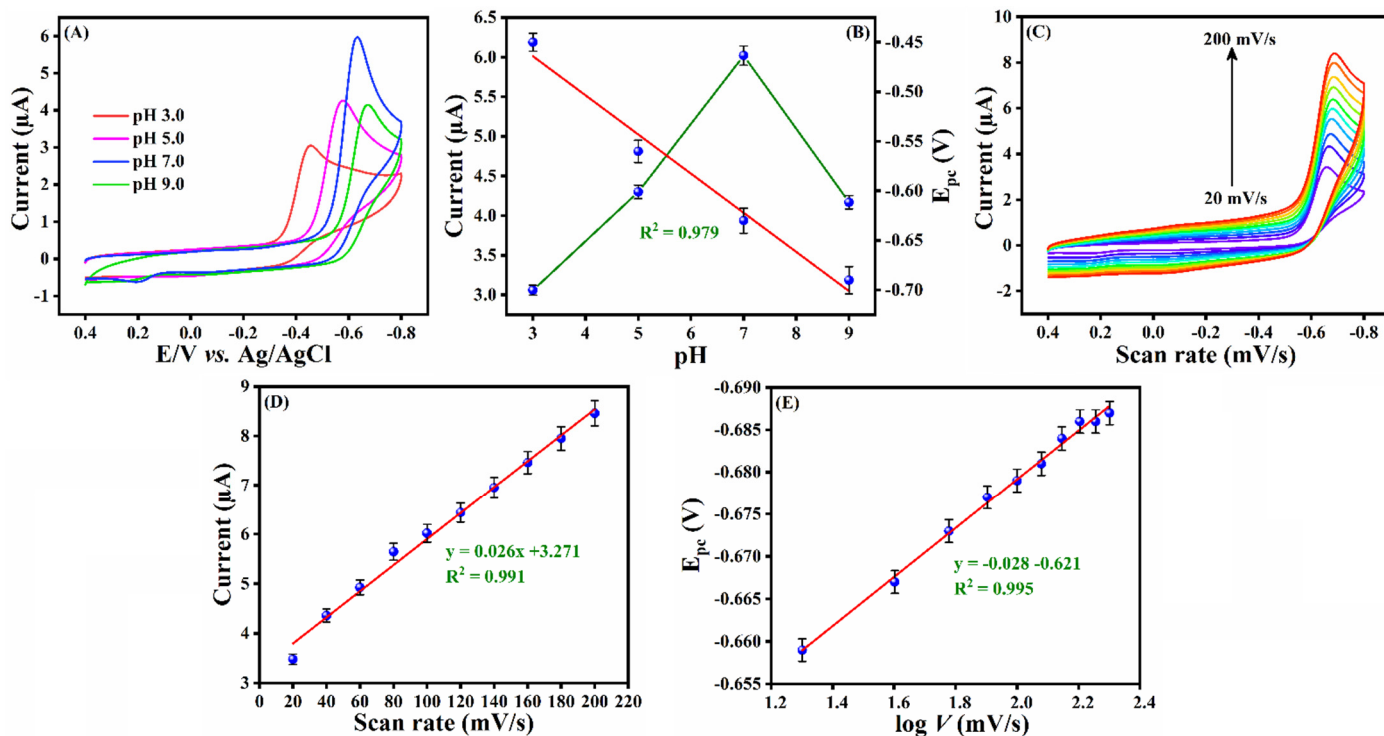 (A)
Current (μA)
6
5
4
3
2
1
0
-1
pH 3.0
pH 5.0
pH 7.0
pH 9.0
0.4 0.2 0.0 -0.2 -0.4 -0.6 -0.8
E/V vs. Ag/AgCl
(B)
Current (μA)
6.5
6.0
5.5
5.0
4.5
4.0
3.5
3.0
R² = 0.979
3 4 5 6 7 8 9
pH
-0.45
-0.50
-0.55
-0.60
-0.65
-0.70
Epc (V)
(C)
Current (μA)
10
8
6
4
2
0
-2
200 mV/s
20 mV/s
0.4 0.2 0.0 -0.2 -0.4 -0.6 -0.8
Scan rate (mV/s)
(D)
Current (μA)
9
8
7
6
5
4
3
y = 0.026x +3.271
R² = 0.991
0 20 40 60 80 100 120 140 160 180 200 220
Scan rate (mV/s)
(E)
Epc (V)
-0.690
-0.685
-0.680
-0.675
-0.670
-0.665
-0.660
-0.655
y = -0.028 -0.621
R² = 0.995
1.2 1.4 1.6 1.8 2.0 2.2 2.4
log V (mV/s)